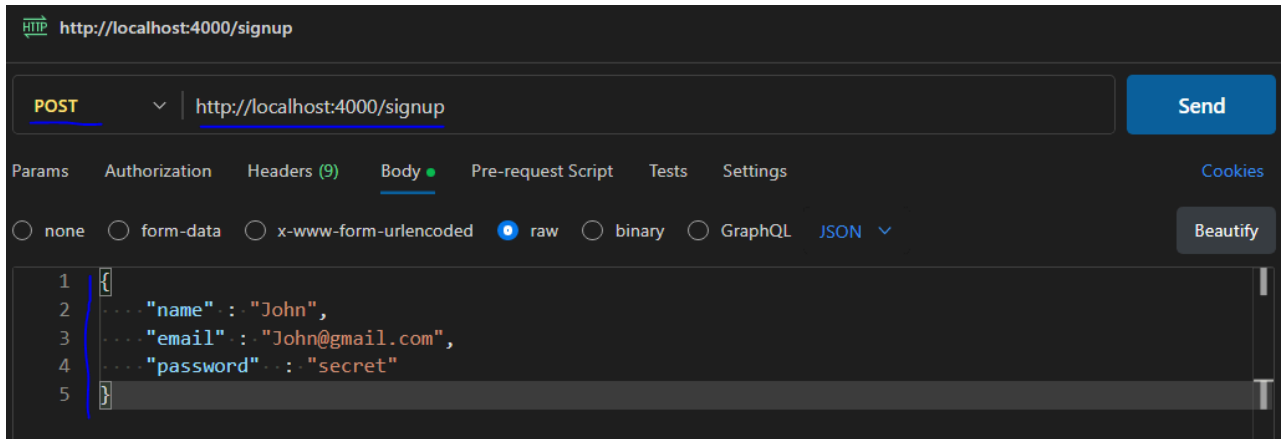 HTTP http://localhost:4000/signup
POST http://localhost:4000/signup Send
Params Authorization Headers (9) Body Pre-request Script Tests Settings Cookies
none form-data x-www-form-urlencoded raw binary GraphQL JSON Beautify
1 {
2 "name" : "John",
3 "email" : "John@gmail.com",
4 "password" : "secret"
5 }